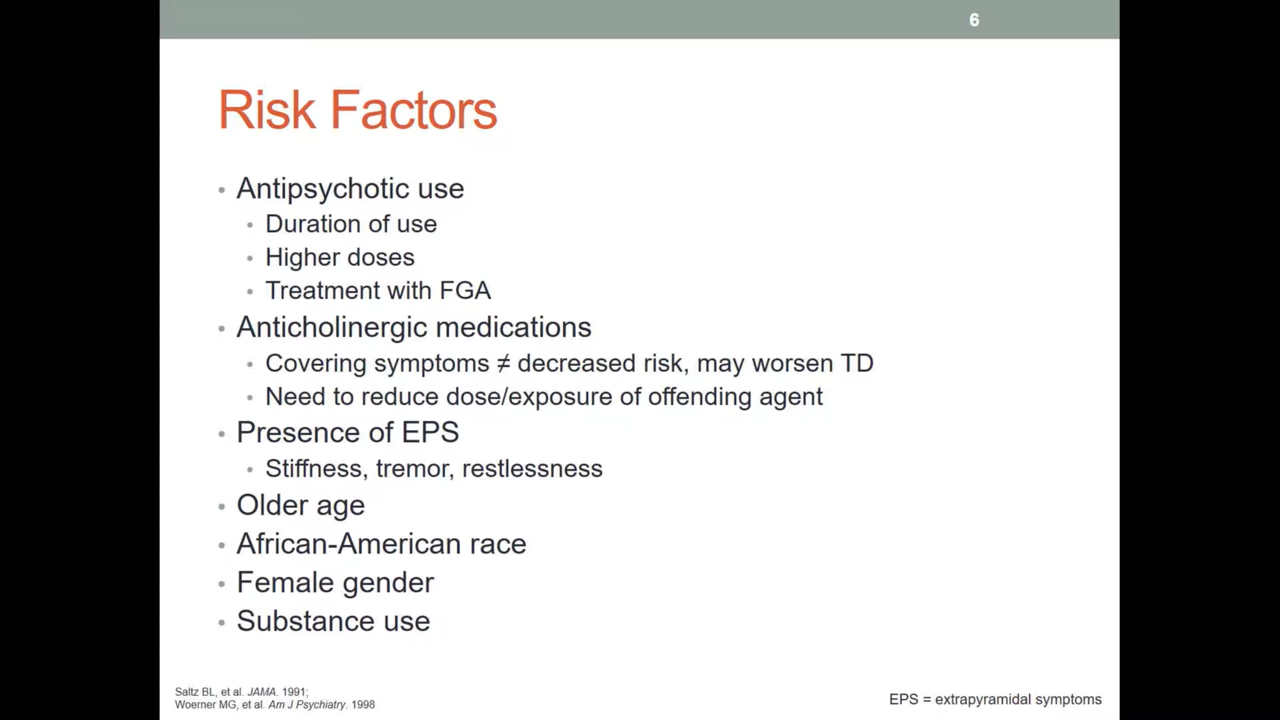 6
Risk Factors
• Antipsychotic use
• Duration of use
• Higher doses
• Treatment with FGA
• Anticholinergic medications
• Covering symptoms ≠ decreased risk, may worsen TD
• Need to reduce dose/exposure of offending agent
• Presence of EPS
• Stiffness, tremor, restlessness
• Older age
• African-American race
• Female gender
• Substance use
Saltz BL, et al. JAMA. 1991;
Woerner MG, et al. Am J Psychiatry. 1998
EPS = extrapyramidal symptoms